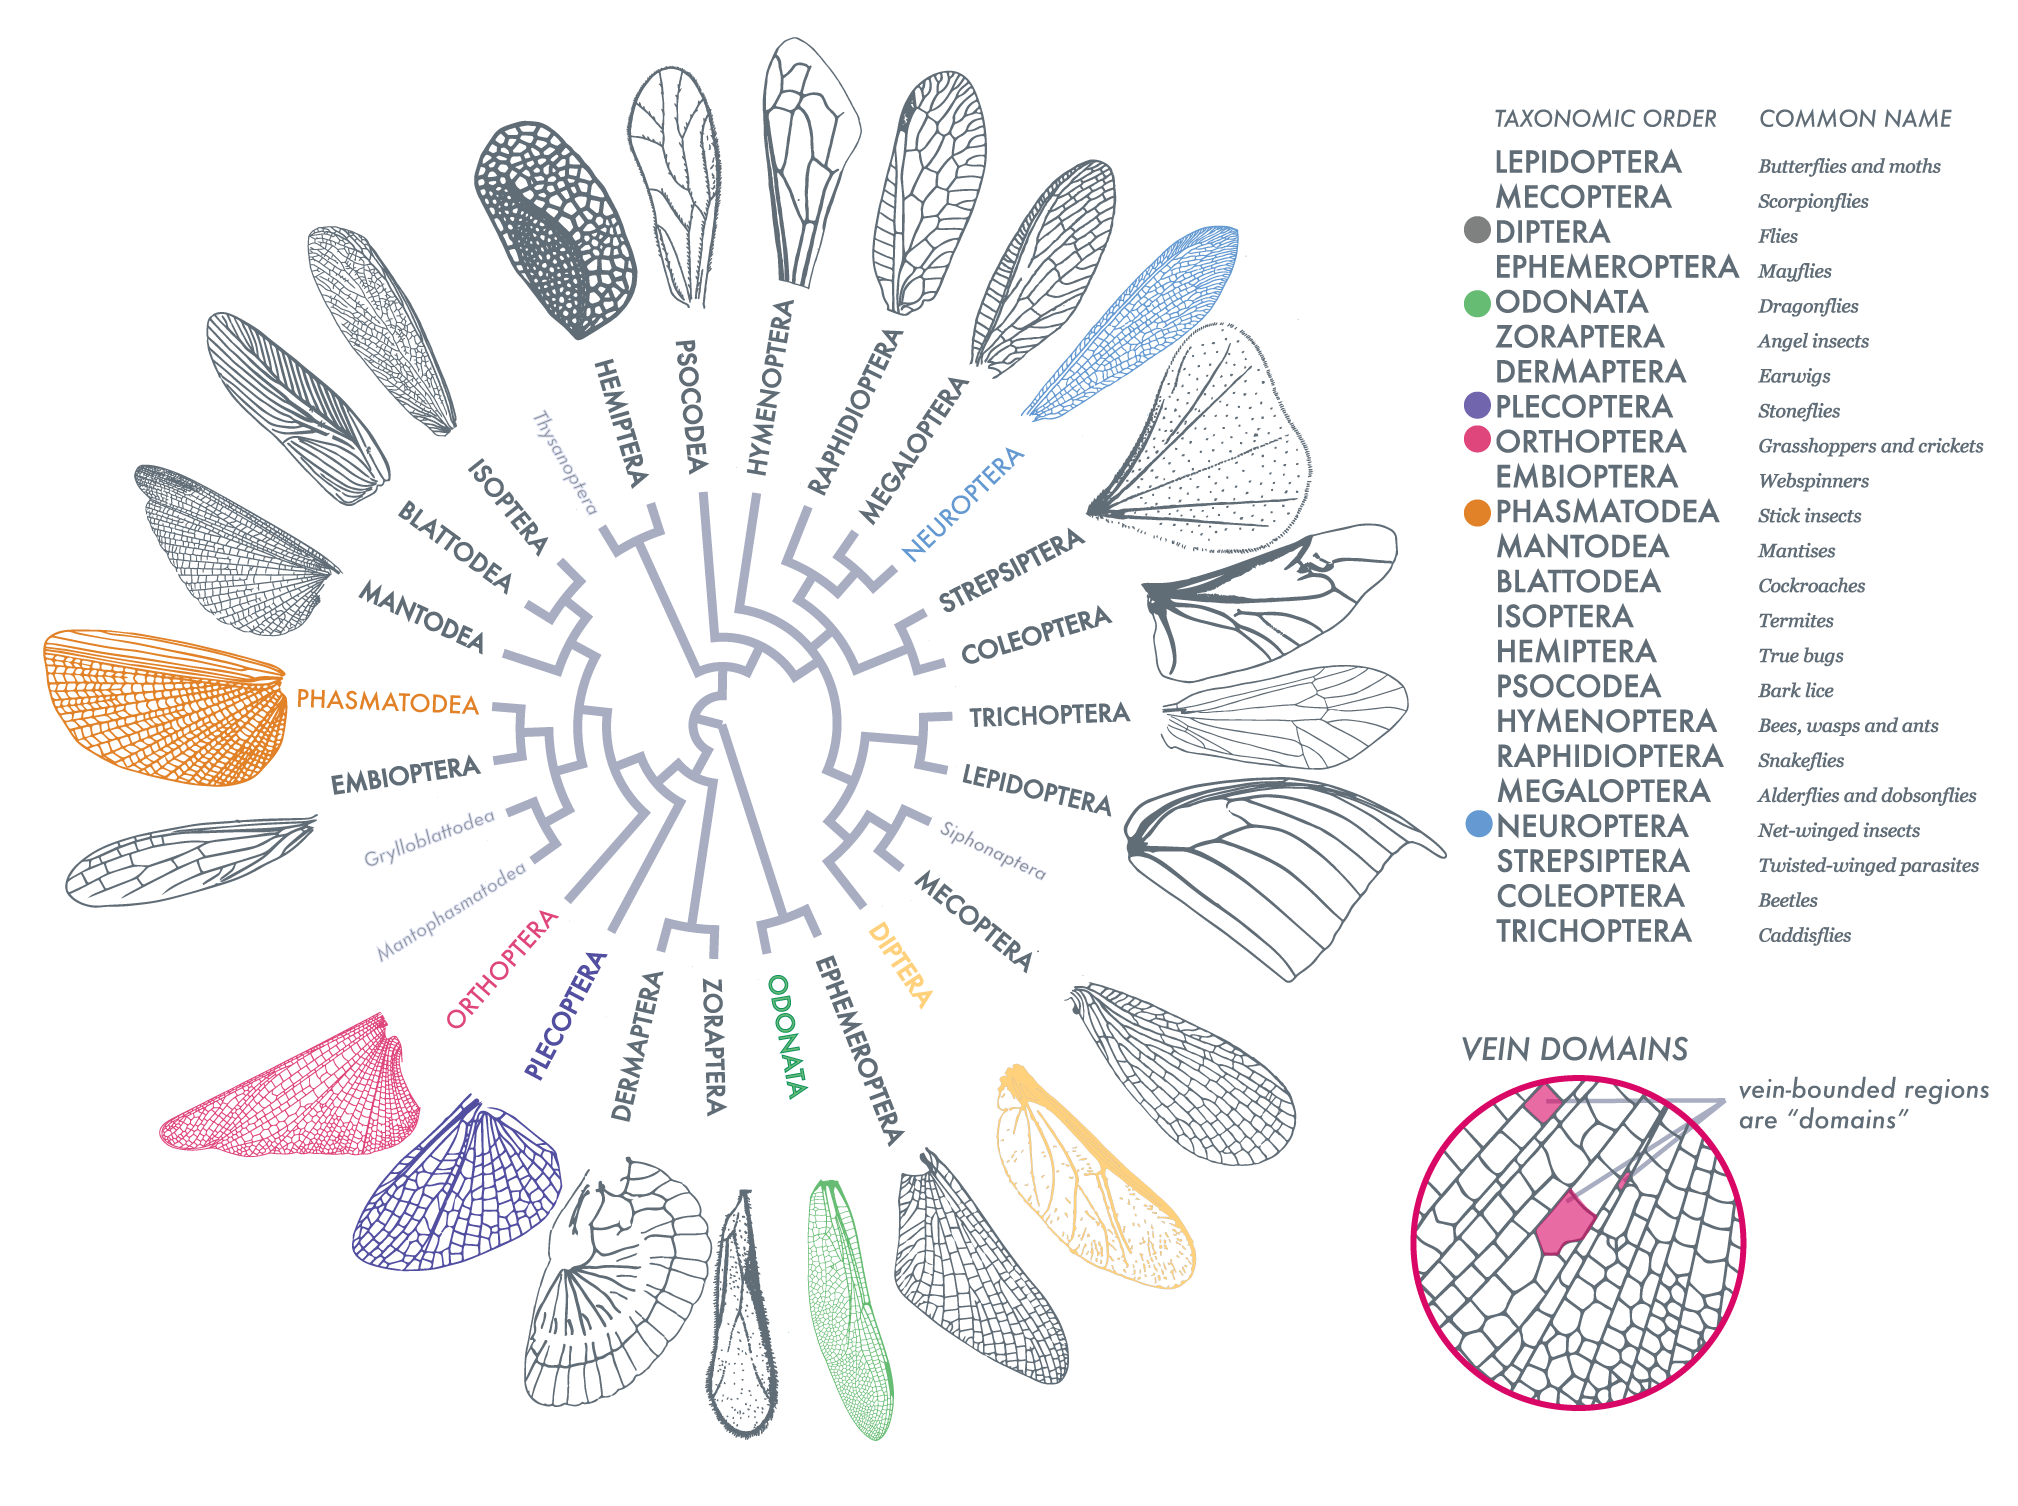 HEMIPTERA
PSOCODEA
HYMENOPTERA
RAPHIDIOPTERA
MEGALOPTERA
NEUROPTERA
STREPSIPTERA
COLEOPTERA
TRICHOPTERA
LEPIDOPTERA
Siphonaptera
MECOPTERA
DIPTERA
EPHEMEROPTERA
ODONATA
ZORAPTERA
DERMAPTERA
PLECOPTERA
ORTHOPTERA
Mantophasmatodea
Grylloblattodea
EMBIOPTERA
PHASMATODEA
MANTODEA
BLATTODEA
ISOPTERA
Thysanoptera
TAXONOMIC ORDER COMMON NAME
LEPIDOPTERA Butterflies and moths
MECOPTERA Scorpionflies
DIPTERA Flies
EPHEMEROPTERA Mayflies
ODONATA Dragonflies
ZORAPTERA Angel insects
DERMAPTERA Earwigs
PLECOPTERA Stoneflies
ORTHOPTERA Grasshoppers and crickets
EMBIOPTERA Webspinners
PHASMATODEA Stick insects
MANTODEA Mantises
BLATTODEA Cockroaches
ISOPTERA Termites
HEMIPTERA True bugs
PSOCODEA Bark lice
HYMENOPTERA Bees, wasps and ants
RAPHIDIOPTERA Snakeflies
MEGALOPTERA Alderflies and dobsonflies
NEUROPTERA Net-winged insects
STREPSIPTERA Twisted-winged parasites
COLEOPTERA Beetles
TRICHOPTERA Caddisflies
VEIN DOMAINS
vein-bounded regions
are “domains”